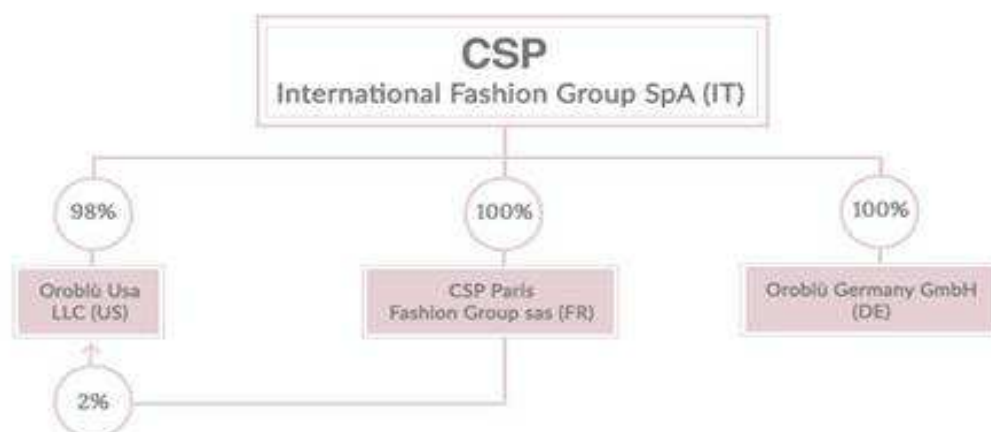 CSP
International Fashion Group SpA (IT)
98%
100%
100%
Oroblù Usa
LLC (US)
CSP Paris
Fashion Group sas (FR)
Oroblù Germany GmbH
(DE)
2%